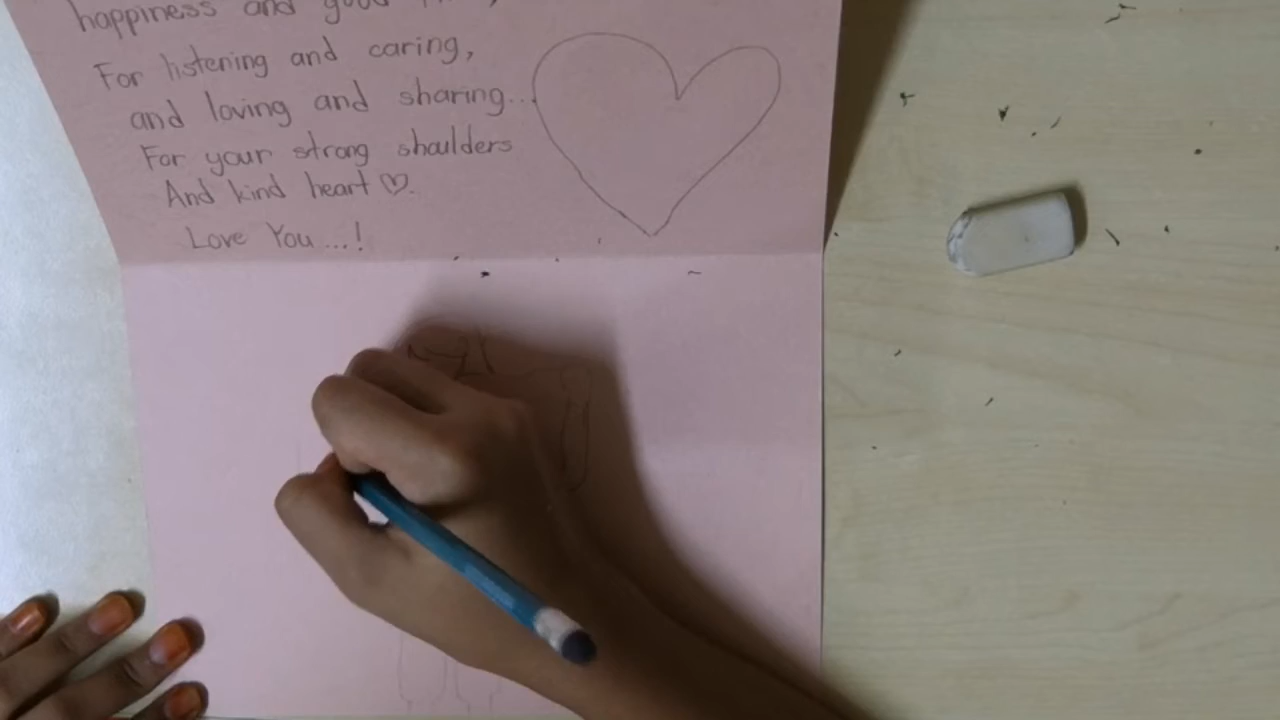 happiness and good
For listening and caring,
and loving and sharing...
For your strong shoulders
And kind heart ♡.
Love You...!